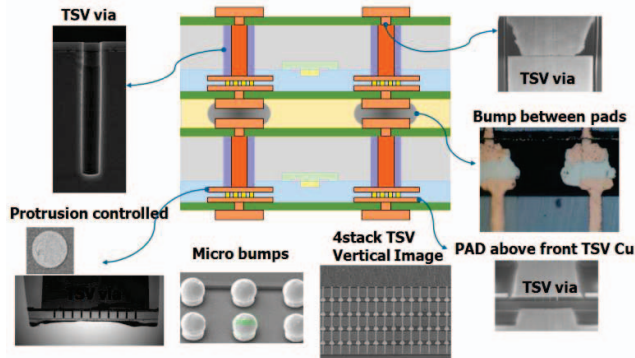 TSV via
TSV via
Bump between pads
Protrusion controlled
Micro bumps
4stack TSV
Vertical Image
PAD above front TSV Cu
TSV via
TSV via